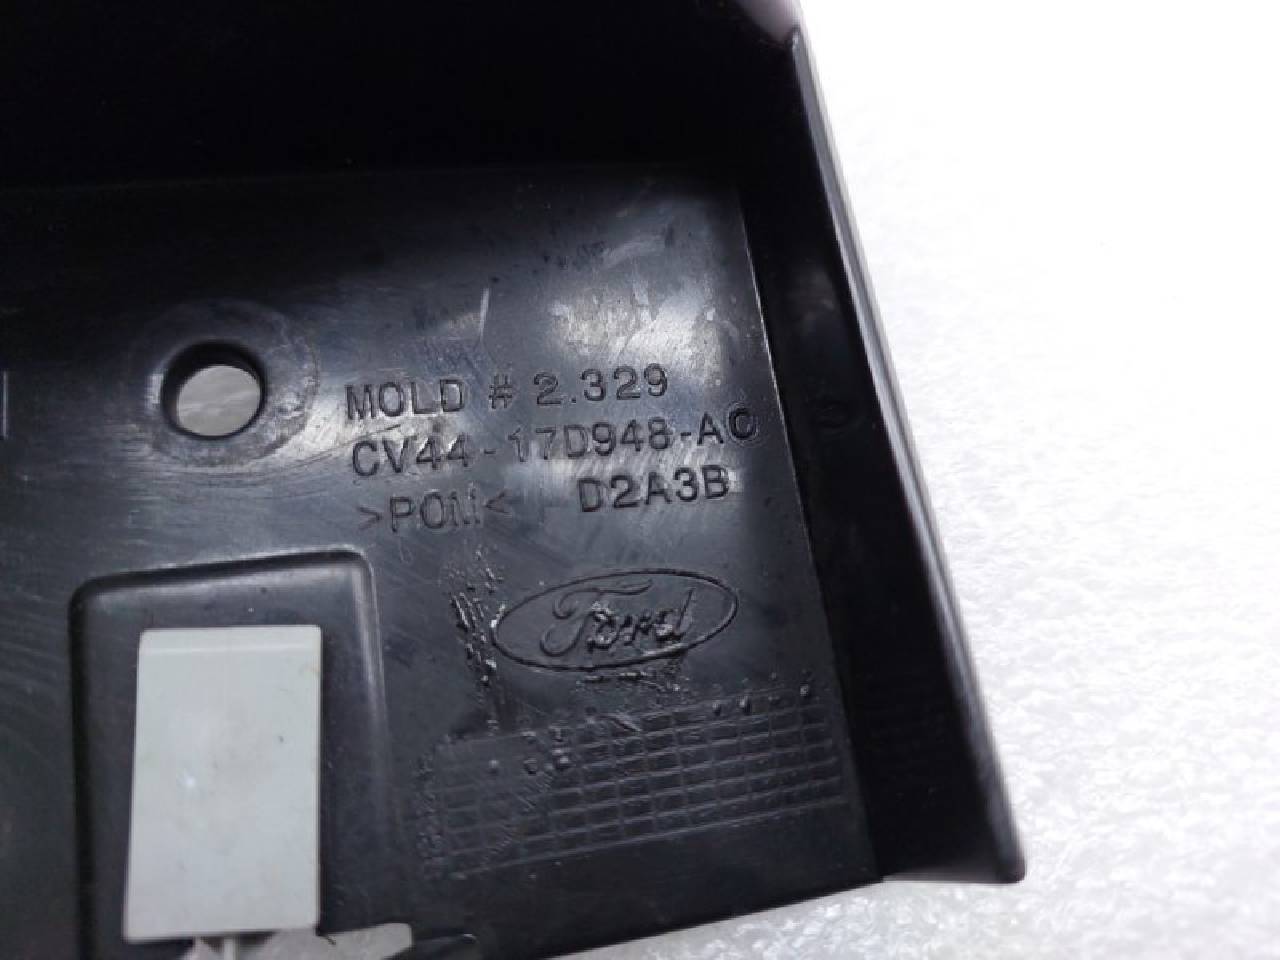 MOLD # 2.329
CV44-17D948-AC
>POM< D2A3B
Ford